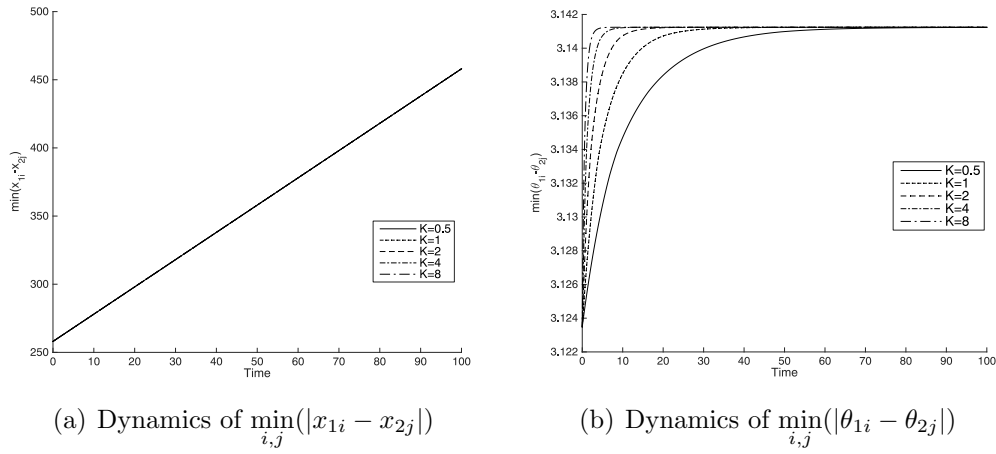 500
450
400
350
300
250
min(x1i-x2j)
0 10 20 30 40 50 60 70 80 90 100
Time
K=0.5
K=1
K=2
K=4
K=8
(a) Dynamics of min i,j (|x1i − x2j|)
3.142
3.14
3.138
3.136
3.134
3.132
3.13
3.128
3.126
3.124
3.122
min(θ1i-θ2j)
0 10 20 30 40 50 60 70 80 90 100
Time
K=0.5
K=1
K=2
K=4
K=8
(b) Dynamics of min i,j (|θ1i − θ2j|)